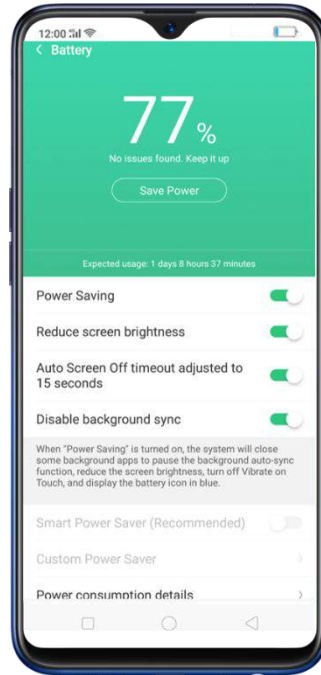 12:00
Battery
77%
No issues found. Keep it up
Save Power
Expected usage: 1 days 8 hours 37 minutes
Power Saving
Reduce screen brightness
Auto Screen Off timeout adjusted to
15 seconds
Disable background sync
When "Power Saving" is turned on, the system will close
some background apps to pause the background auto-sync
function, reduce the screen brightness, turn off Vibrate on
Touch, and display the battery icon in blue.
Smart Power Saver (Recommended)
Custom Power Saver
Power consumption details